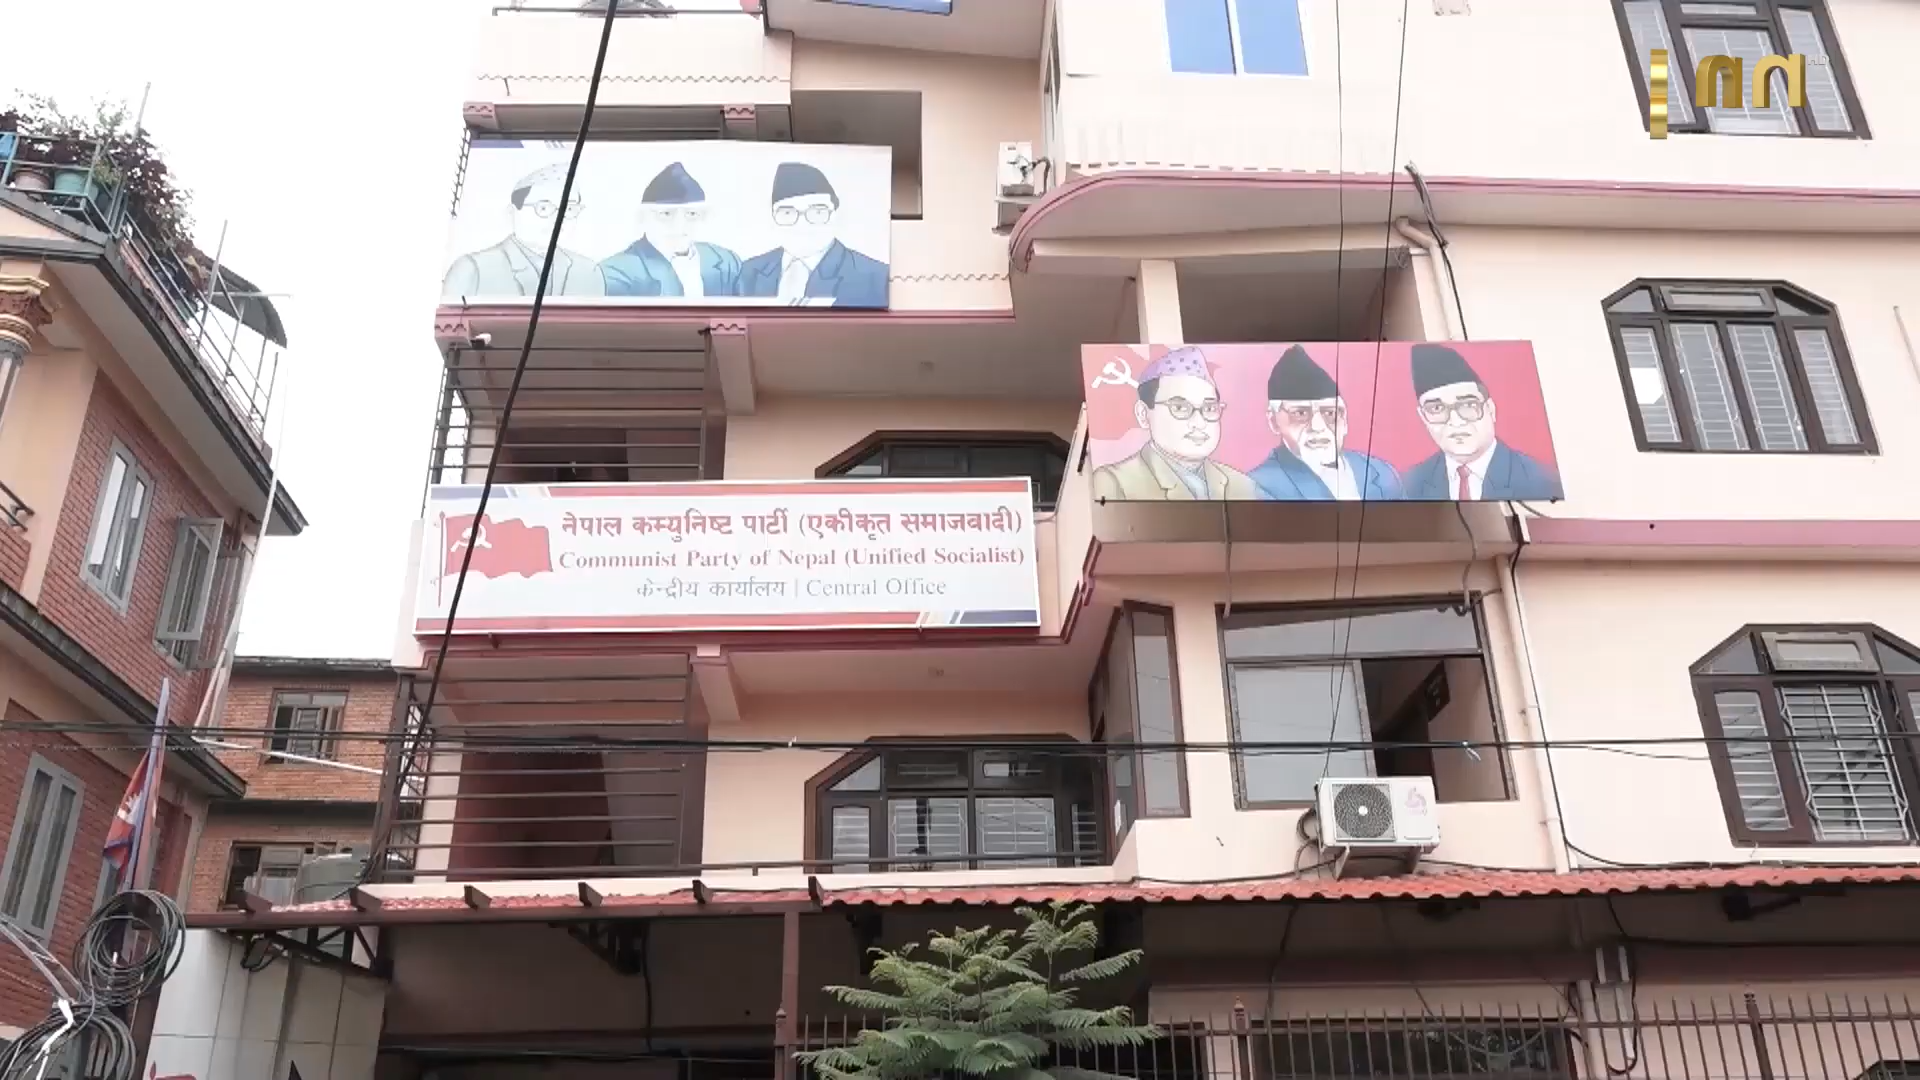 नेपाल कम्युनिष्ट पार्टी (एकीकृत समाजवादी)
Communist Party of Nepal (Unified Socialist)
केन्द्रीय कार्यालय | Central Office